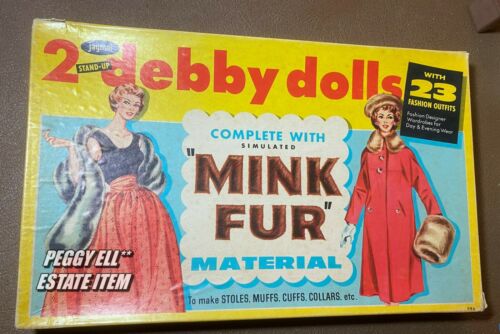 jaymar
2 debby dolls
STAND-UP
WITH
23
FASHION OUTFITS
Fashion Designer
Wardrobes for
Day & Evening Wear
COMPLETE WITH
SIMULATED
"MINK
FUR"
MATERIAL
To make STOLES, MUFFS, CUFFS, COLLARS, etc.
PEGGY ELL**
ESTATE ITEM